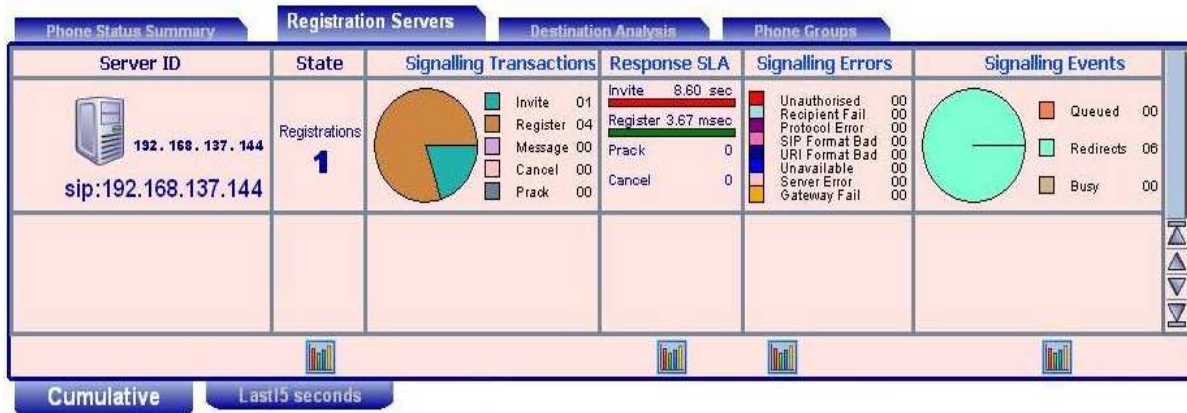 Phone Status Summary
Registration Servers
Destination Analysis
Phone Groups
Server ID
State
Signalling Transactions
Response SLA
Signalling Errors
Signalling Events
192.168.137.144
sip:192.168.137.144
Registrations
1
Invite 01
Register 04
Message 00
Cancel 00
Prack 00
Invite 8.60 sec
Register 3.67 msec
Prack 0
Cancel 0
Unauthorised 00
Recipient Fail 00
Protocol Error 00
SIP Format Bad 00
URI Format Bad 00
Unavailable 00
Server Error 00
Gateway Fail 00
Queued 00
Redirects 06
Busy 00
Cumulative
Last15 seconds